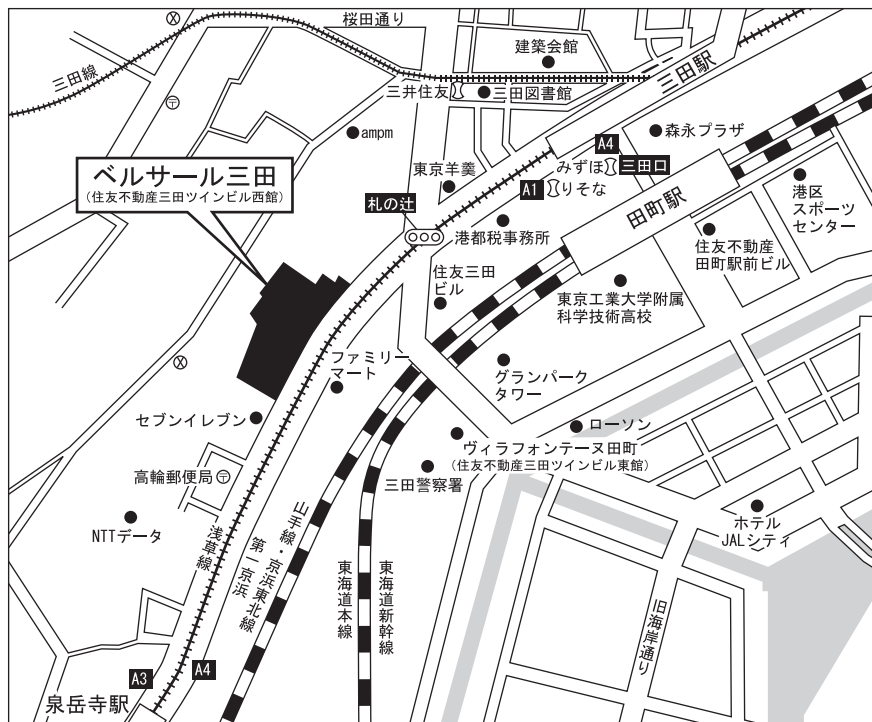 桜田通り
建築会館
三田線
三井住友
三田図書館
三田駅
ampm
森永プラザ
A4
ベルサール三田
(住友不動産三田ツインビル西館)
東京羊羹
みずほ
三田口
A1
りそな
田町駅
札の辻
港都税事務所
港区
スポーツ
センター
住友不動産
田町駅前ビル
住友三田
ビル
東京工業大学附属
科学技術高校
ファミリー
マート
グランパーク
タワー
セブンイレブン
ローソン
ヴィラフォンテーヌ田町
(住友不動産三田ツインビル東館)
高輪郵便局
三田警察署
NTTデータ
ホテル
JALシティ
浅草線
第一京浜
山手線・京浜東北線
東海道本線
東海道新幹線
旧海岸通り
A3
A4
泉岳寺駅